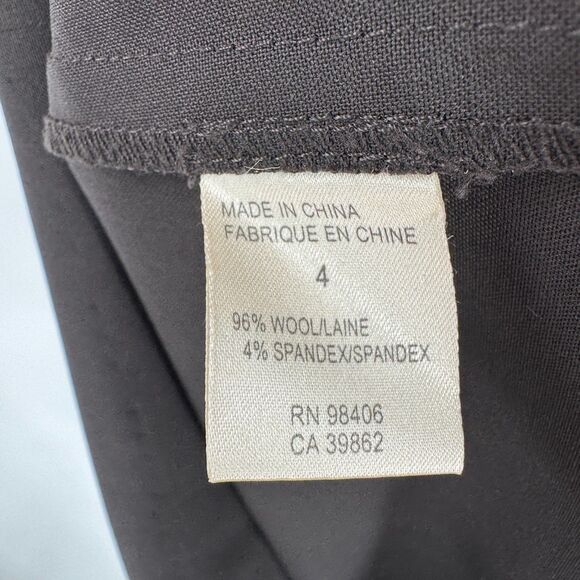 MADE IN CHINA
FABRIQUE EN CHINE
4
96% WOOL/LAINE
4% SPANDEX/SPANDEX
RN 98406
CA 39862